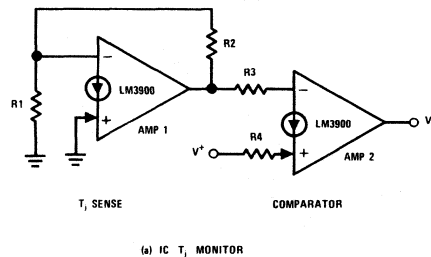 R2
R3
−
LM3900
R1
+
AMP 1
−
LM3900
R4
V+
+
AMP 2
V
Tj SENSE
COMPARATOR
(a) IC Tj MONITOR